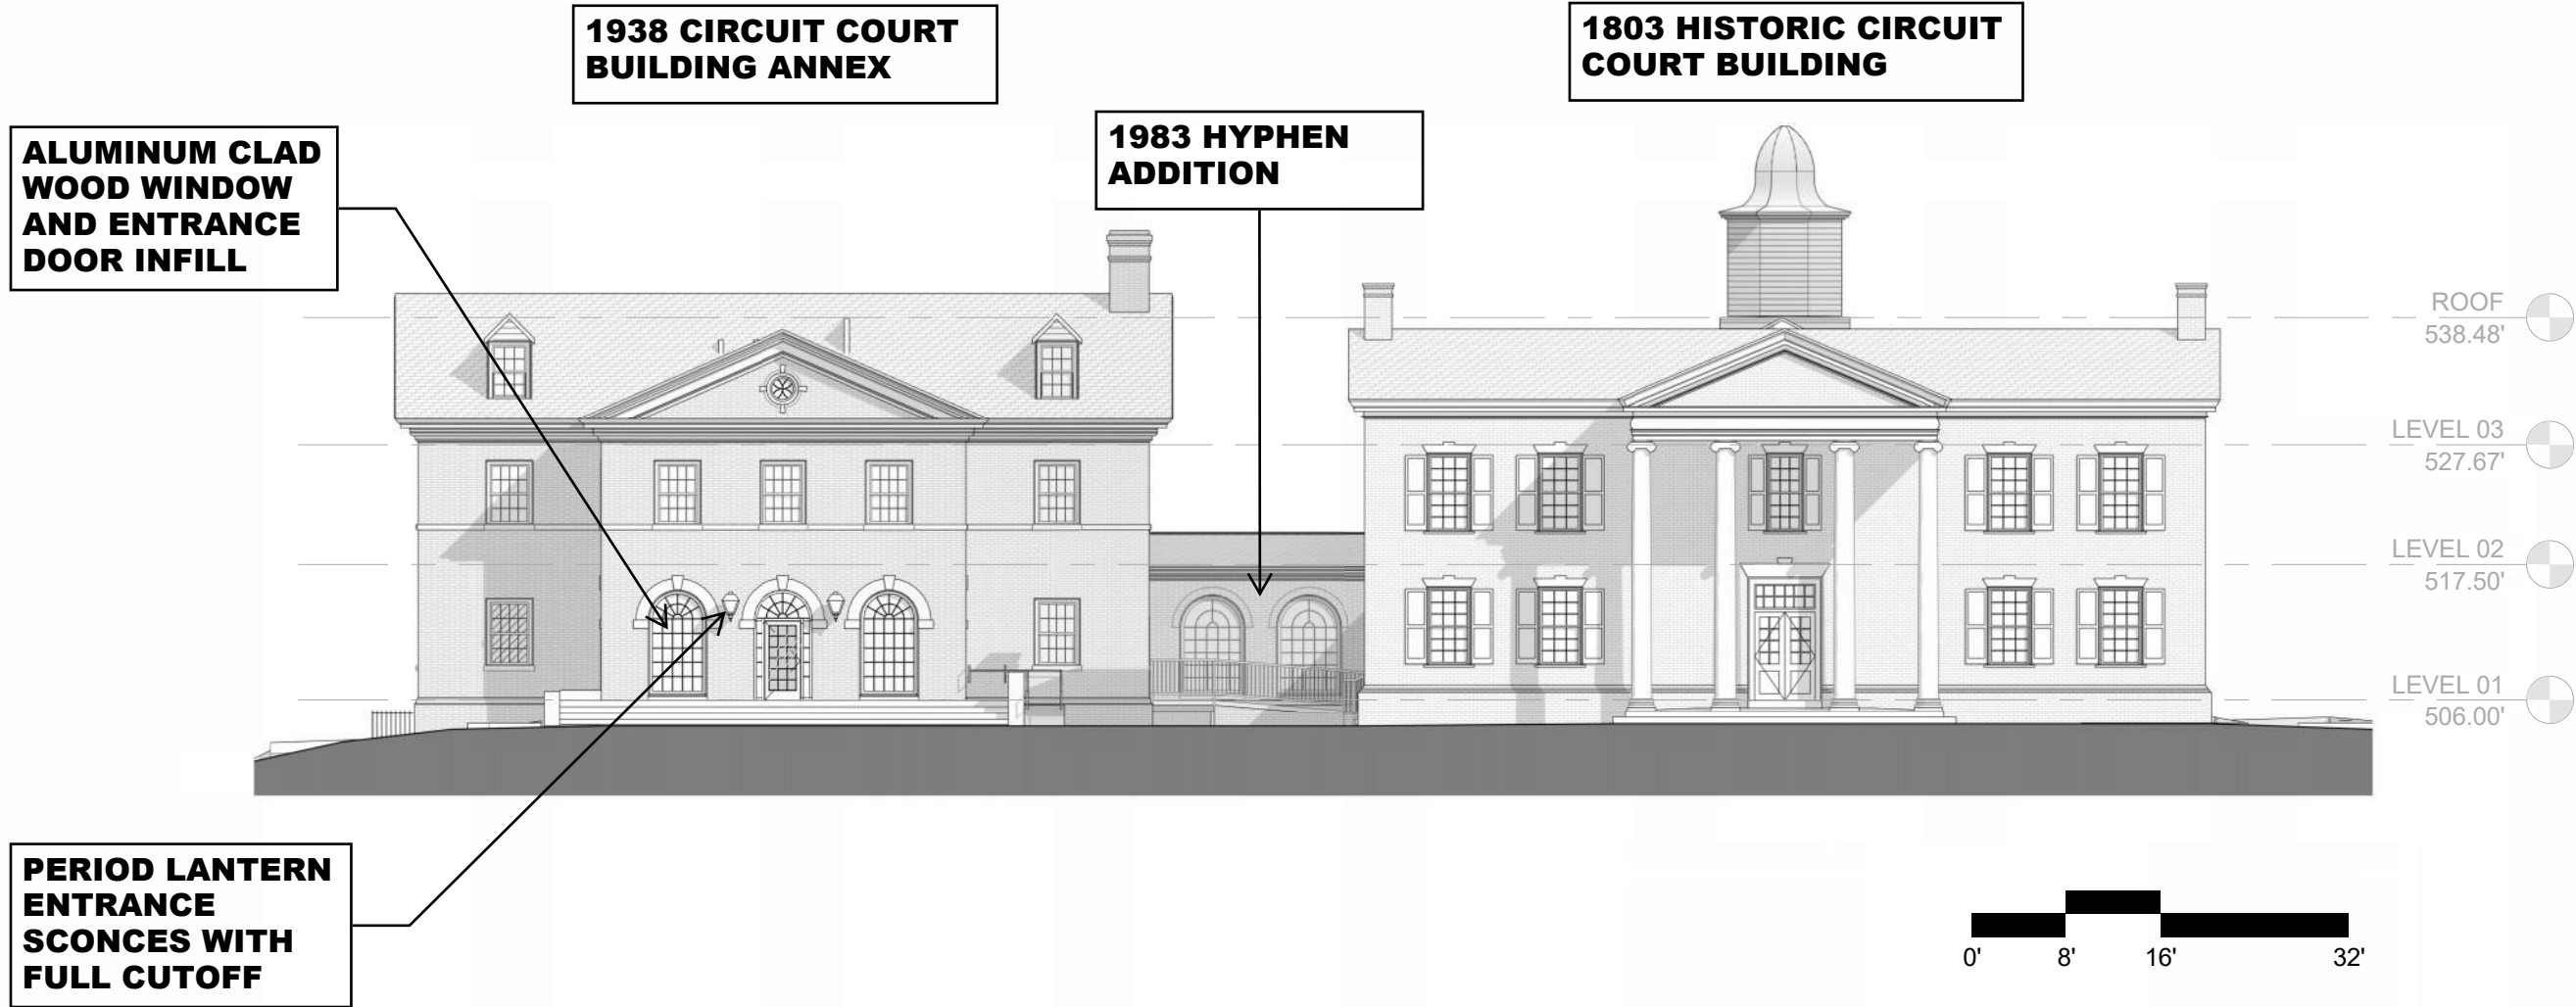 1938 CIRCUIT COURT
BUILDING ANNEX
1803 HISTORIC CIRCUIT
COURT BUILDING
1983 HYPHEN
ADDITION
ALUMINUM CLAD
WOOD WINDOW
AND ENTRANCE
DOOR INFILL
ROOF
538.48'
LEVEL 03
527.67'
LEVEL 02
517.50'
LEVEL 01
506.00'
PERIOD LANTERN
ENTRANCE
SCONCES WITH
FULL CUTOFF
0' 8' 16' 32'